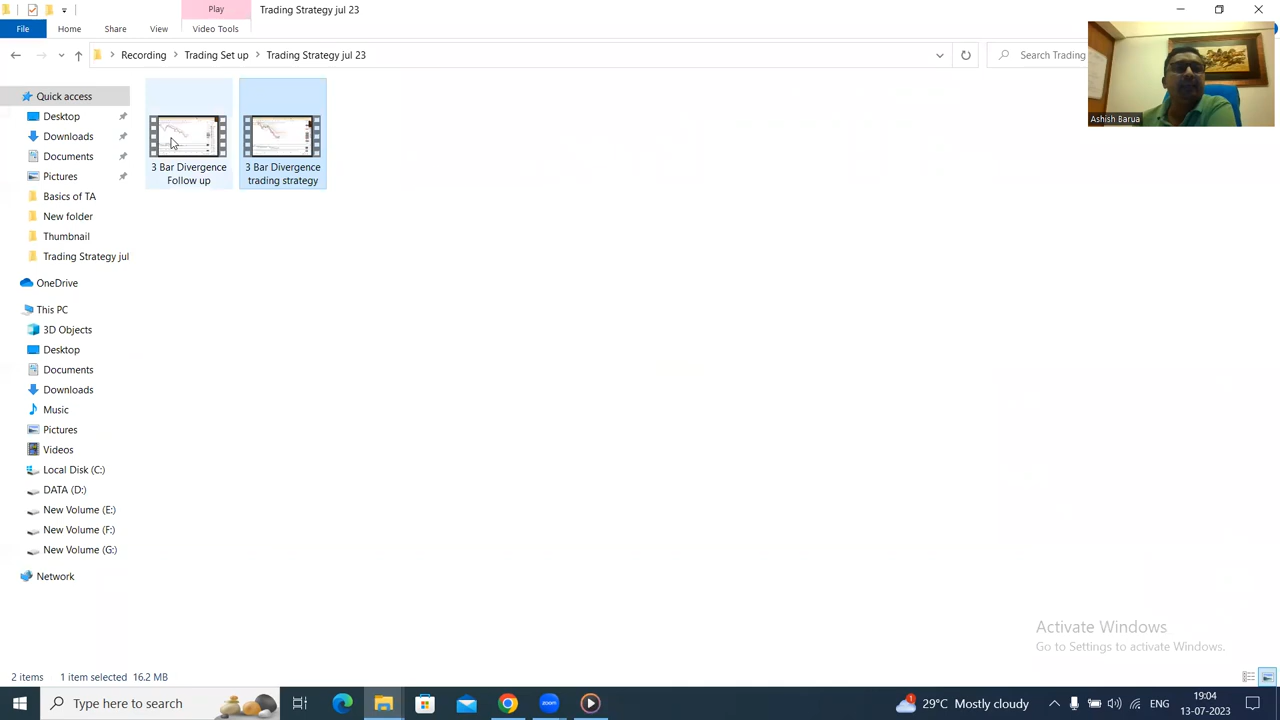 Play
Trading Strategy jul 23
File
Home
Share
View
Video Tools
Recording
Trading Set up
Trading Strategy jul 23
Search Trading
Ashish Barua
Quick access
Desktop
Downloads
Documents
Pictures
Basics of TA
New folder
Thumbnail
Trading Strategy jul
OneDrive
This PC
3D Objects
Desktop
Documents
Downloads
Music
Pictures
Videos
Local Disk (C:)
DATA (D:)
New Volume (E:)
New Volume (F:)
New Volume (G:)
Network
3 Bar Divergence
Follow up
3 Bar Divergence
trading strategy
Activate Windows
Go to Settings to activate Windows.
2 items 1 item selected 16.2 MB
Type here to search
zoom
1
29°C Mostly cloudy
ENG
19:04
13-07-2023